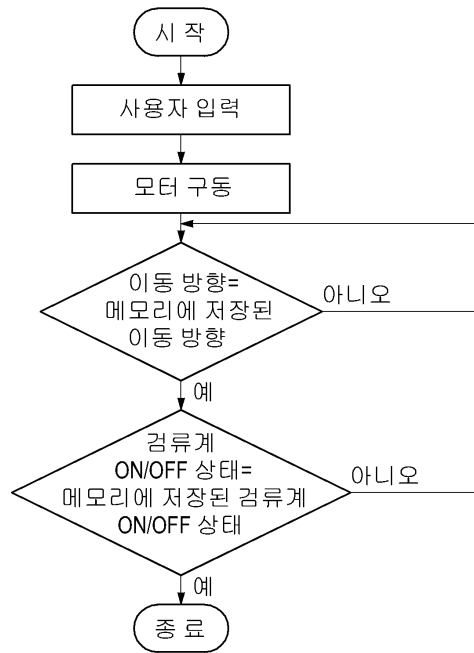 시 작
사용자 입력
모터 구동
이동 방향=
메모리에 저장된
이동 방향
아니오
예
검류계
ON/OFF 상태=
메모리에 저장된 검류계
ON/OFF 상태
아니오
예
종 료